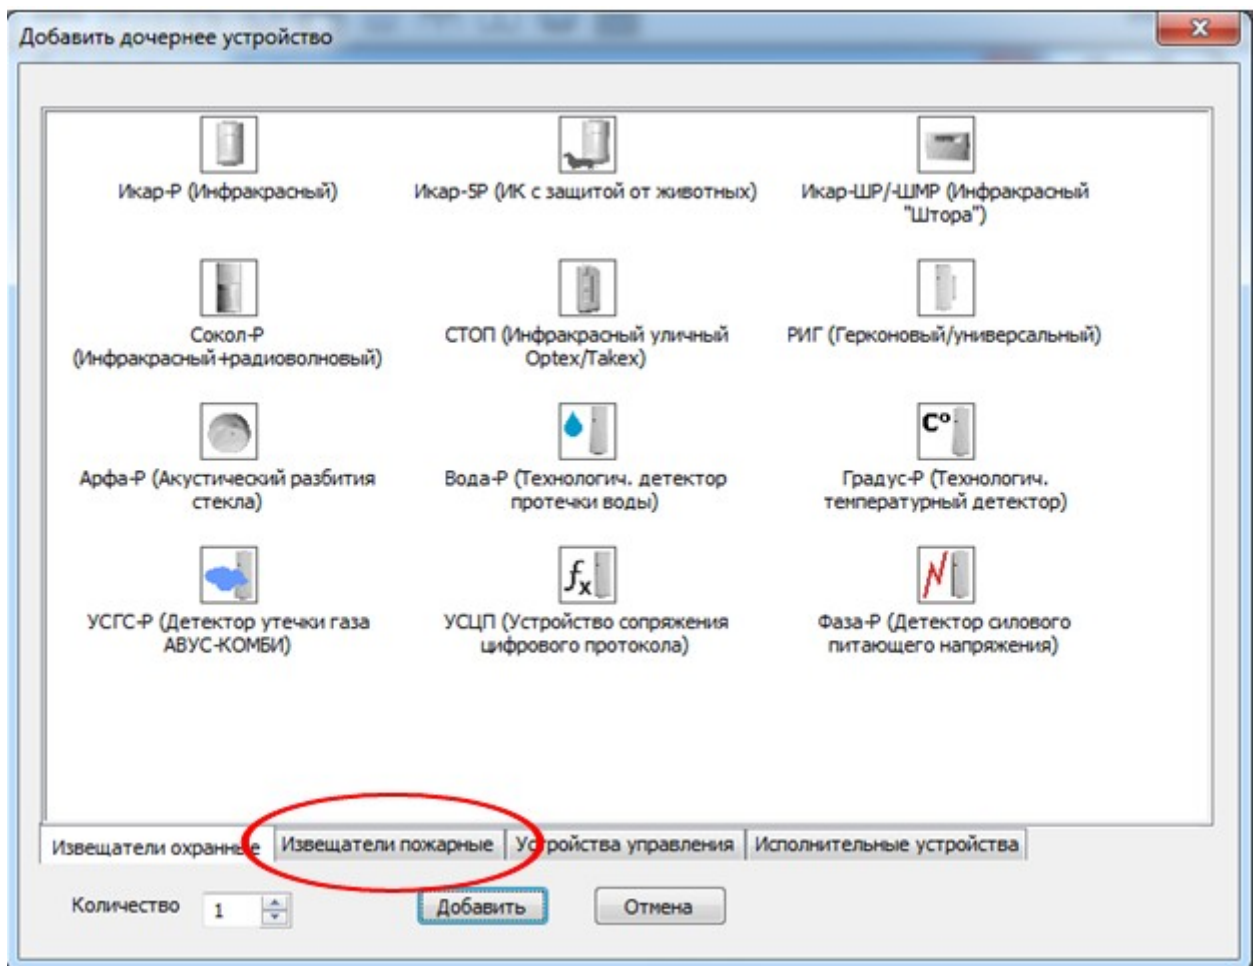 Добавить дочернее устройство
Икар-Р (Инфракрасный)
Икар-5Р (ИК с защитой от животных)
Икар-ШР/-ШМР (Инфракрасный
"Штора")
Сокол-Р
(Инфракрасный+радиоволновый)
СТОП (Инфракрасный уличный
Optex/Takex)
РИГ (Герконовый/универсальный)
Арфа-Р (Акустический разбития
стекла)
Вода-Р (Технологич. детектор
протечки воды)
C°
Градус-Р (Технологич.
температурный детектор)
УСГС-Р (Детектор утечки газа
АВУС-КОМБИ)
fx
УСЦП (Устройство сопряжения
цифрового протокола)
Фаза-Р (Детектор силового
питающего напряжения)
Извещатели охранные Извещатели пожарные Устройства управления Исполнительные устройства
Количество 1 Добавить Отмена